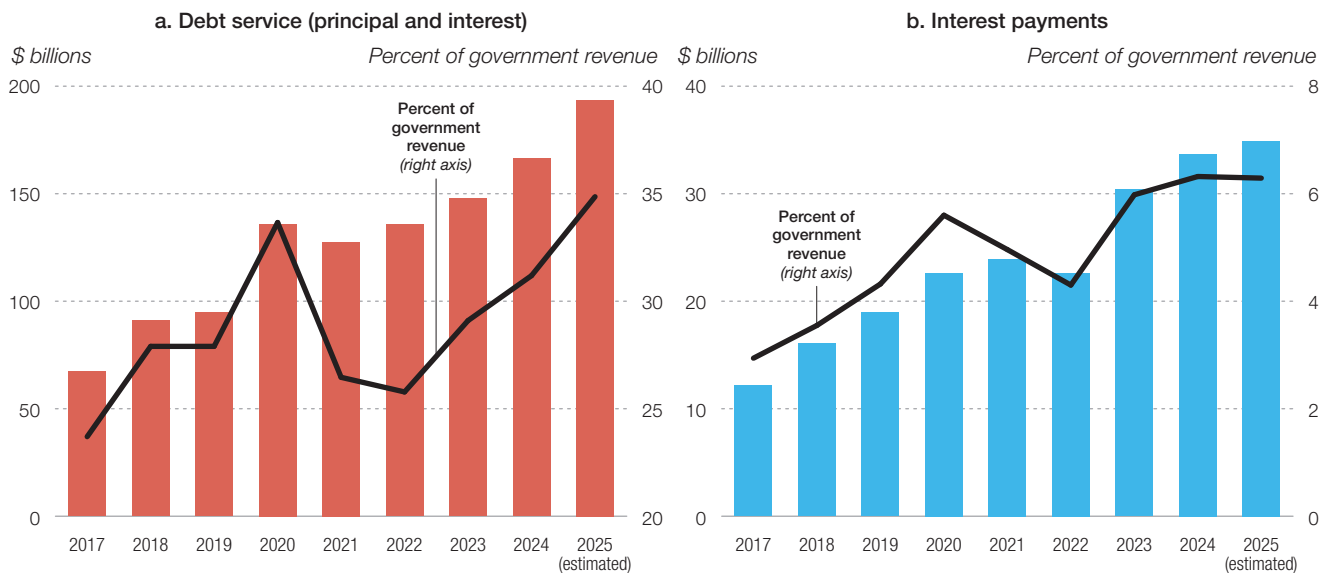 a. Debt service (principal and interest)
$ billions
Percent of government revenue
200
150
100
50
0
40
35
30
25
20
Percent of
government
revenue
(right axis)
2017
2018
2019
2020
2021
2022
2023
2024
2025
(estimated)
b. Interest payments
$ billions
Percent of government revenue
40
30
20
10
0
8
6
4
2
0
Percent of
government
revenue
(right axis)
2017
2018
2019
2020
2021
2022
2023
2024
2025
(estimated)